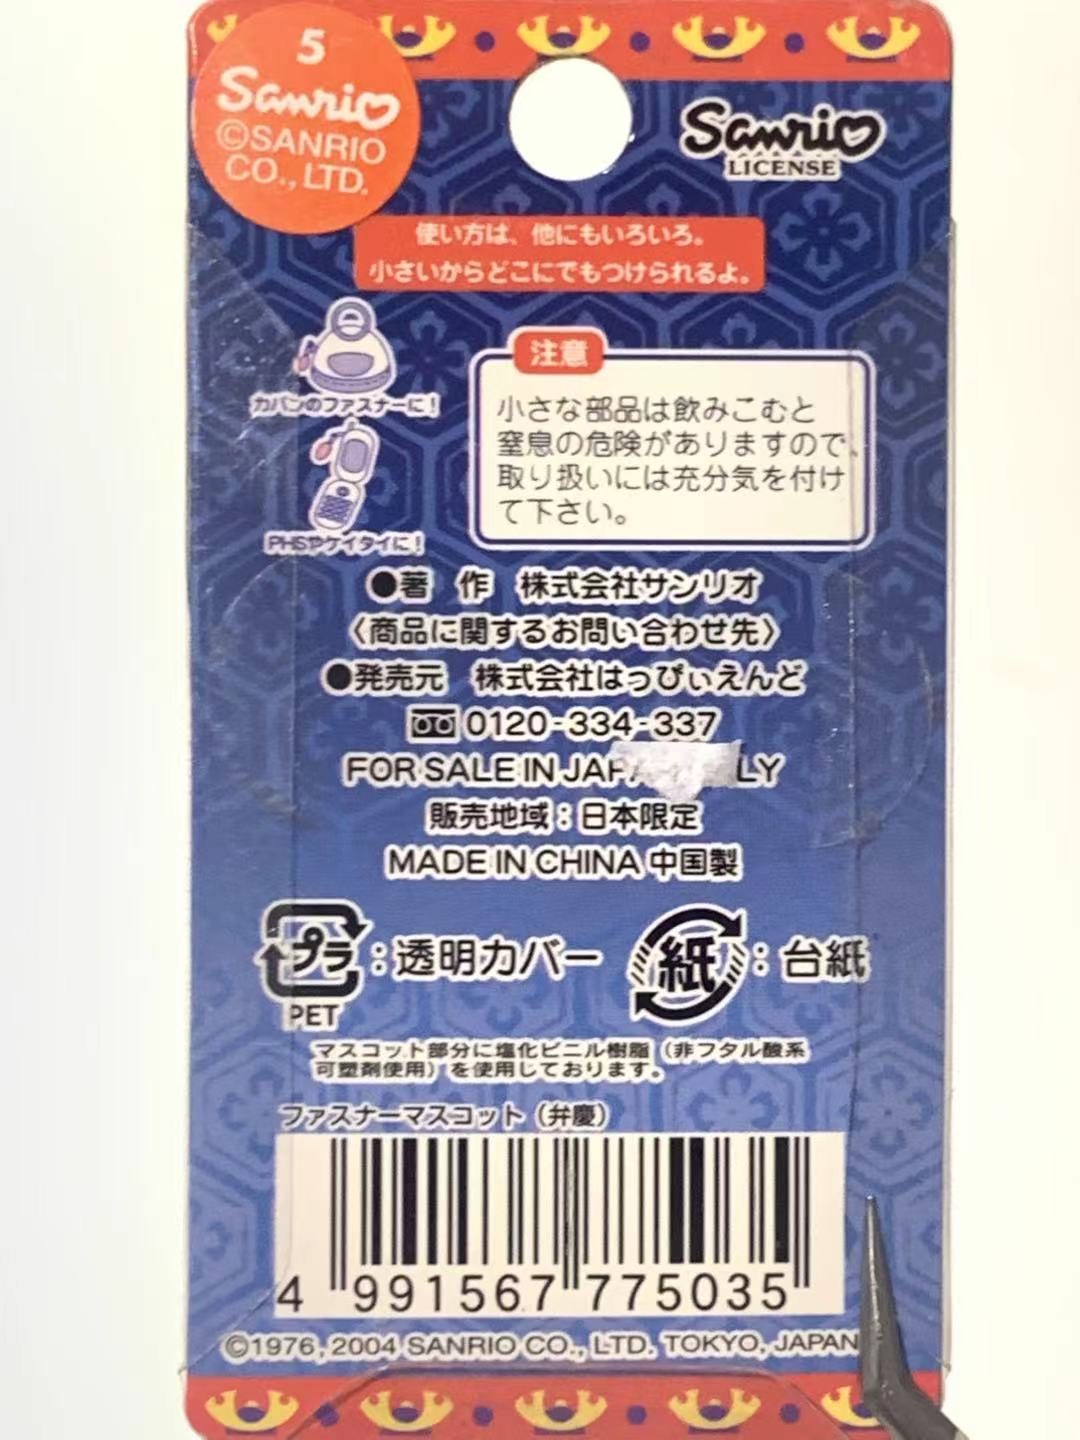 5
Sanrio
©SANRIO
CO., LTD.
Sanrio
LICENSE
使い方は、他にもいろいろ。
小さいからどこにでもつけられるよ。
カバンのファスナーに!
PHSやケイタイに!
注意
小さな部品は飲みこむと
窒息の危険がありますので、
取り扱いには充分気を付け
て下さい。
●著 作 株式会社サンリオ
〈商品に関するお問い合わせ先〉
●発売元 株式会社はっぴぃえんど
0120-334-337
FOR SALE IN
販売地域:日本限定
MADE IN CHINA 中国製
プラ:透明カバー
PET
紙:台紙
マスコット部分に塩化ビニル樹脂(非フタル酸系
可塑剤使用)を使用しております。
ファスナーマスコット(弁慶)
4 991567 775035
©1976, 2004 SANRIO CO., LTD. TOKYO, JAPAN